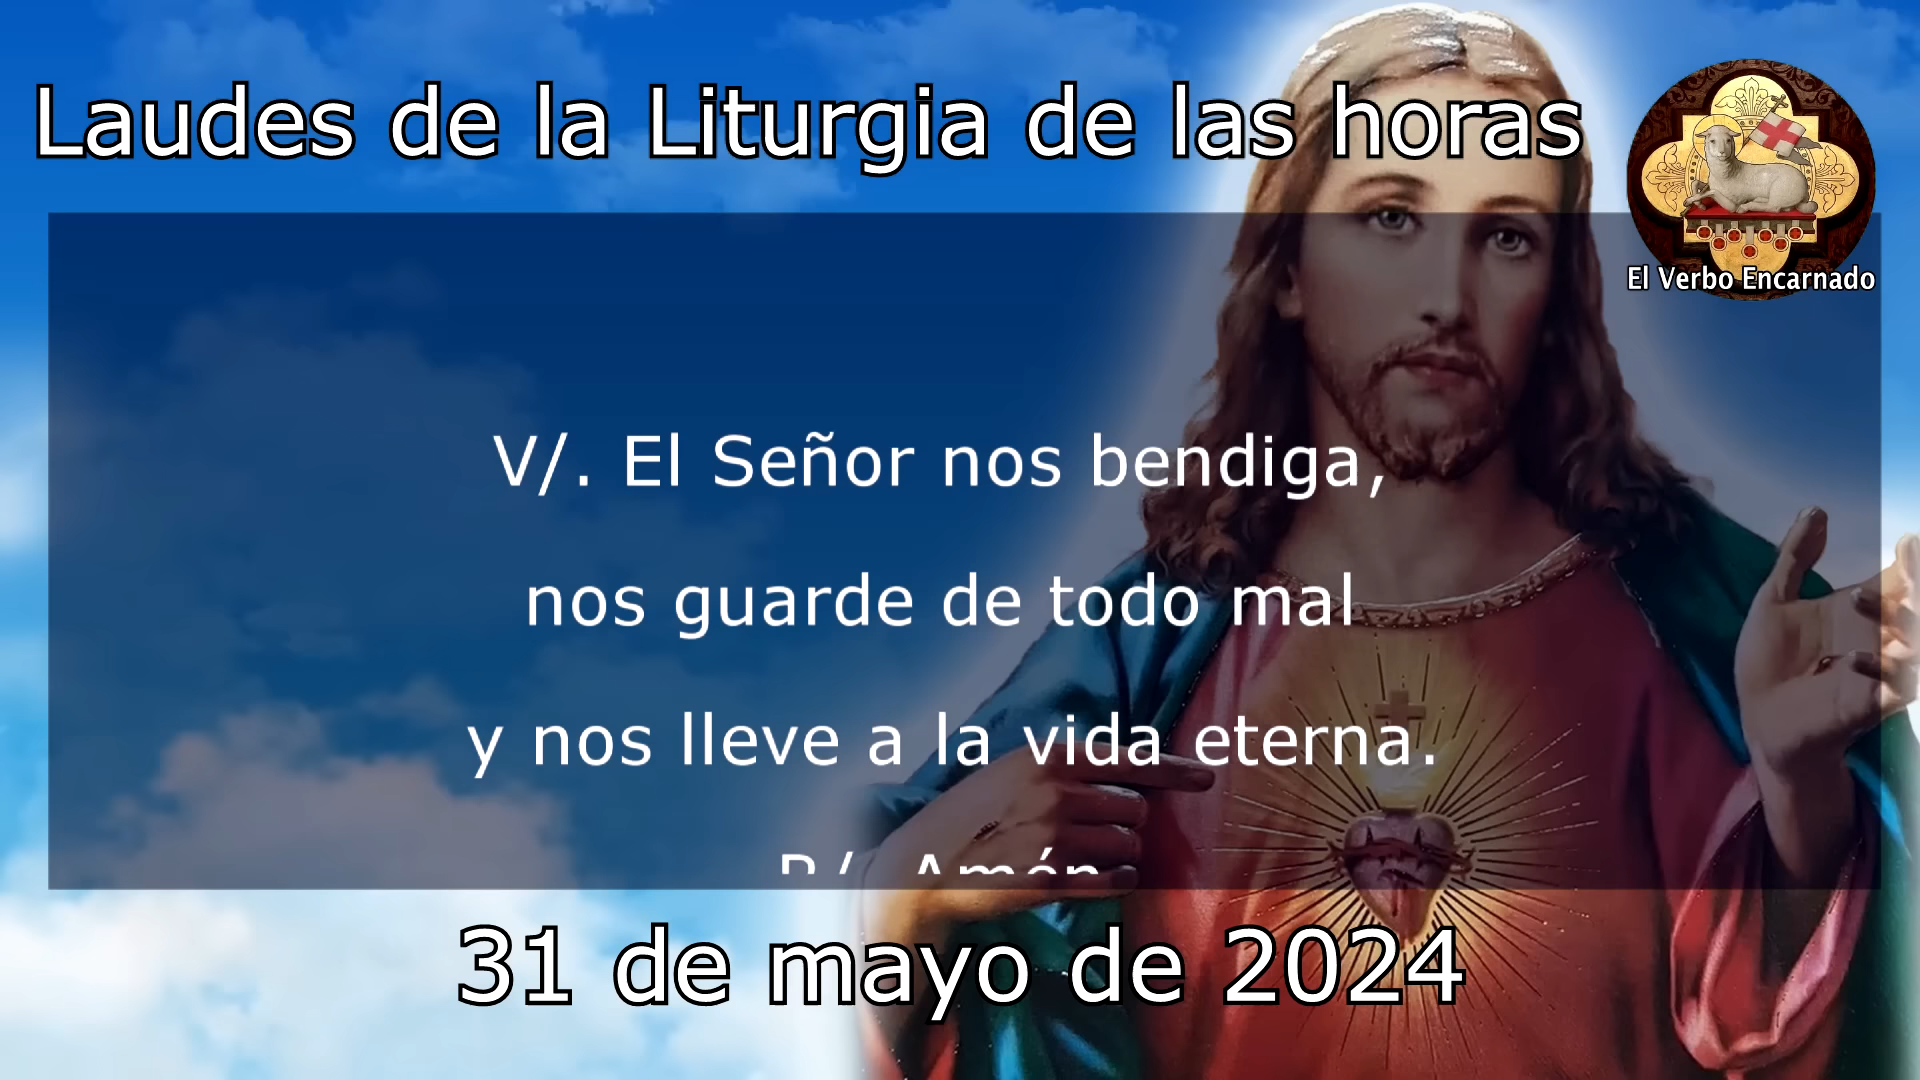 Laudes de la Liturgia de las horas
El Verbo Encarnado
V/. El Señor nos bendiga,
nos guarde de todo mal
y nos lleve a la vida eterna.
R/. Amén.
31 de mayo de 2024